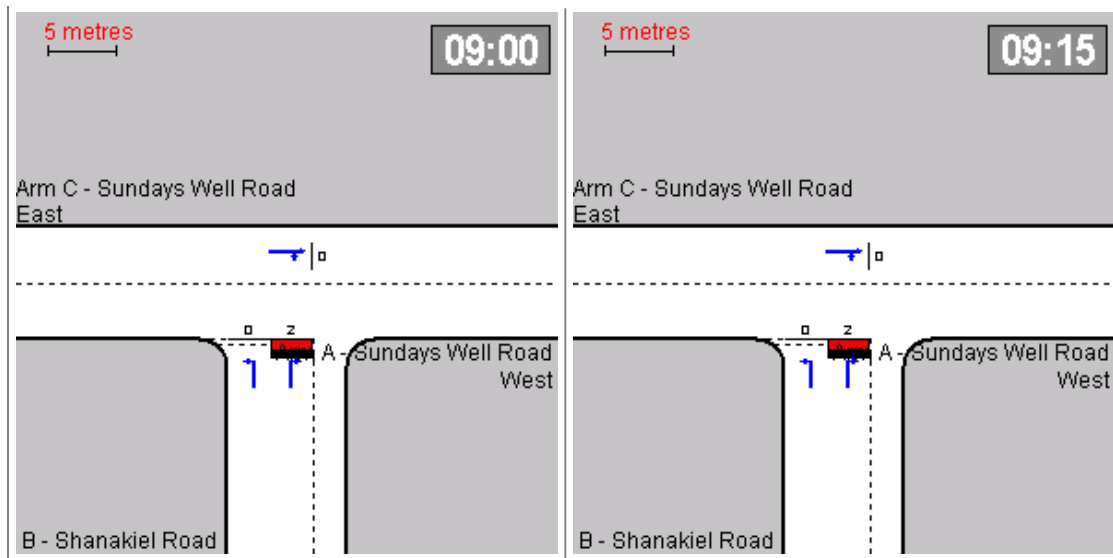 5 metres
09:00
Arm C - Sundays Well Road
East
0
0 2
A - Sundays Well Road
West
B - Shanakiel Road
5 metres
09:15
Arm C - Sundays Well Road
East
0
0 2
A - Sundays Well Road
West
B - Shanakiel Road